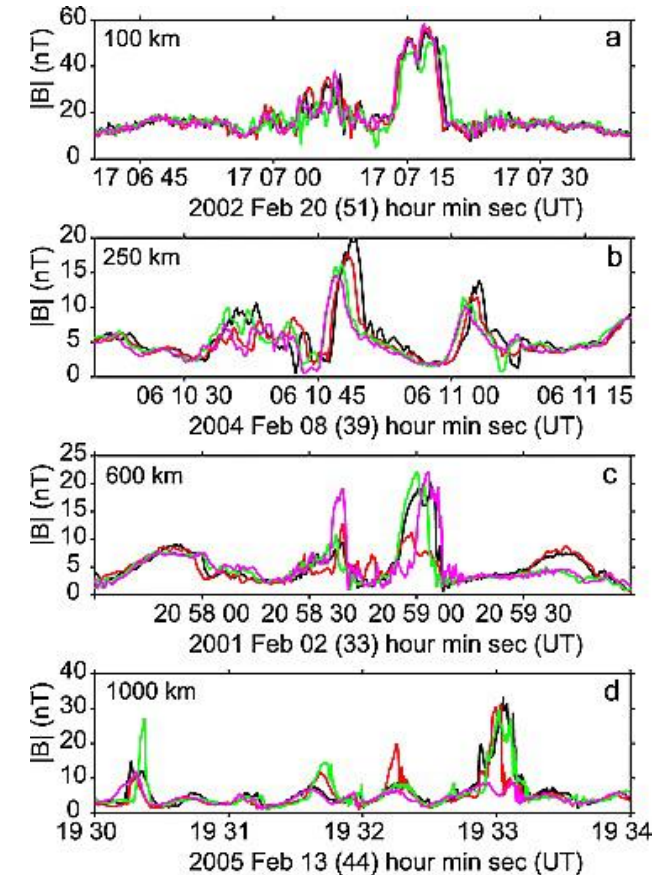 60
40
20
0
|B| (nT)
100 km
a
17 06 45 17 07 00 17 07 15 17 07 30
2002 Feb 20 (51) hour min sec (UT)
20
15
10
5
0
|B| (nT)
250 km
b
06 10 30 06 10 45 06 11 00 06 11 15
2004 Feb 08 (39) hour min sec (UT)
25
20
15
10
5
0
|B| (nT)
600 km
c
20 58 00 20 58 30 20 59 00 20 59 30
2001 Feb 02 (33) hour min sec (UT)
40
30
20
10
0
|B| (nT)
1000 km
d
19 30 19 31 19 32 19 33 19 34
2005 Feb 13 (44) hour min sec (UT)